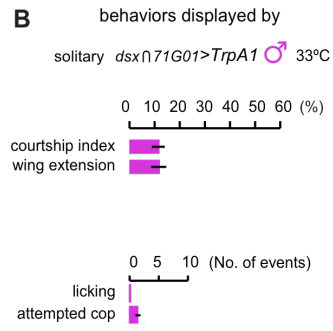 B behaviors displayed by
solitary dsx∩71G01>TrpA1 ♂ 33ºC
0 10 20 30 40 50 60 (%)
courtship index
wing extension
0 5 10 (No. of events)
licking
attempted cop